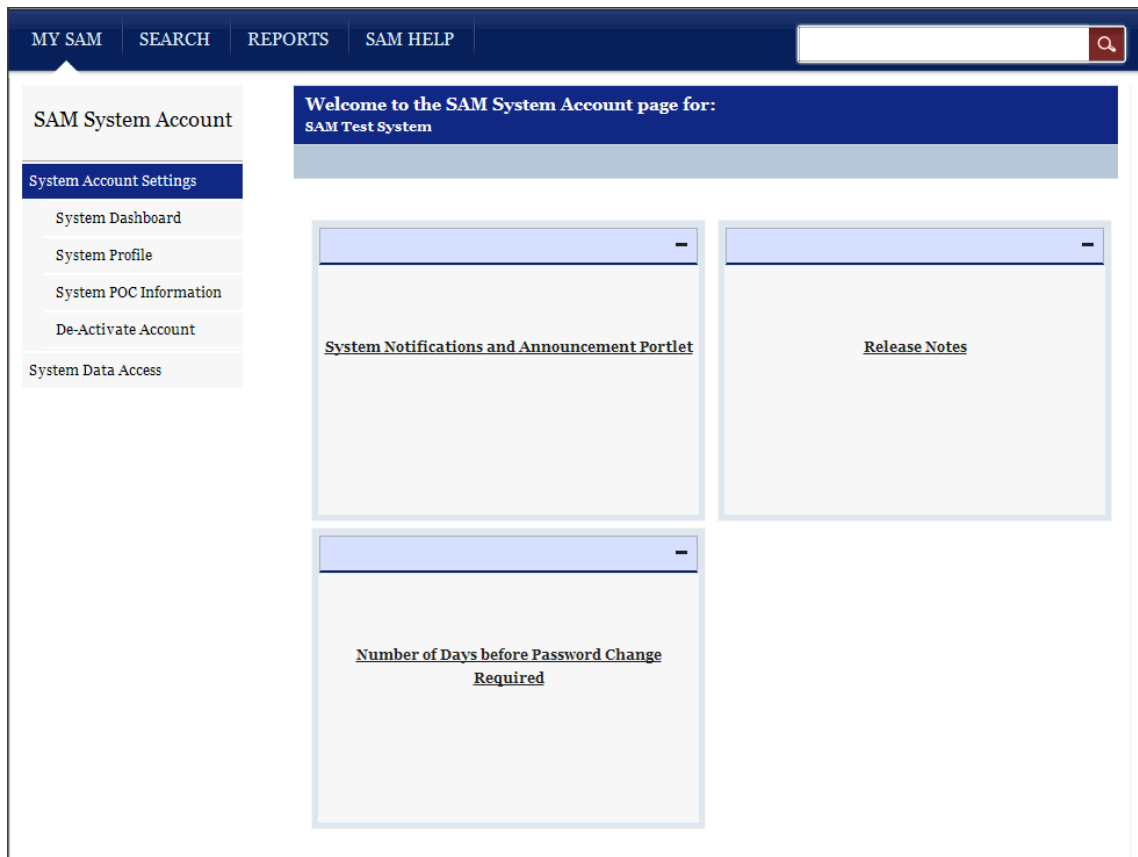 MY SAM SEARCH REPORTS SAM HELP
SAM System Account
System Account Settings
System Dashboard
System Profile
System POC Information
De-Activate Account
System Data Access
Welcome to the SAM System Account page for:
SAM Test System
System Notifications and Announcement Portlet
Release Notes
Number of Days before Password Change
Required